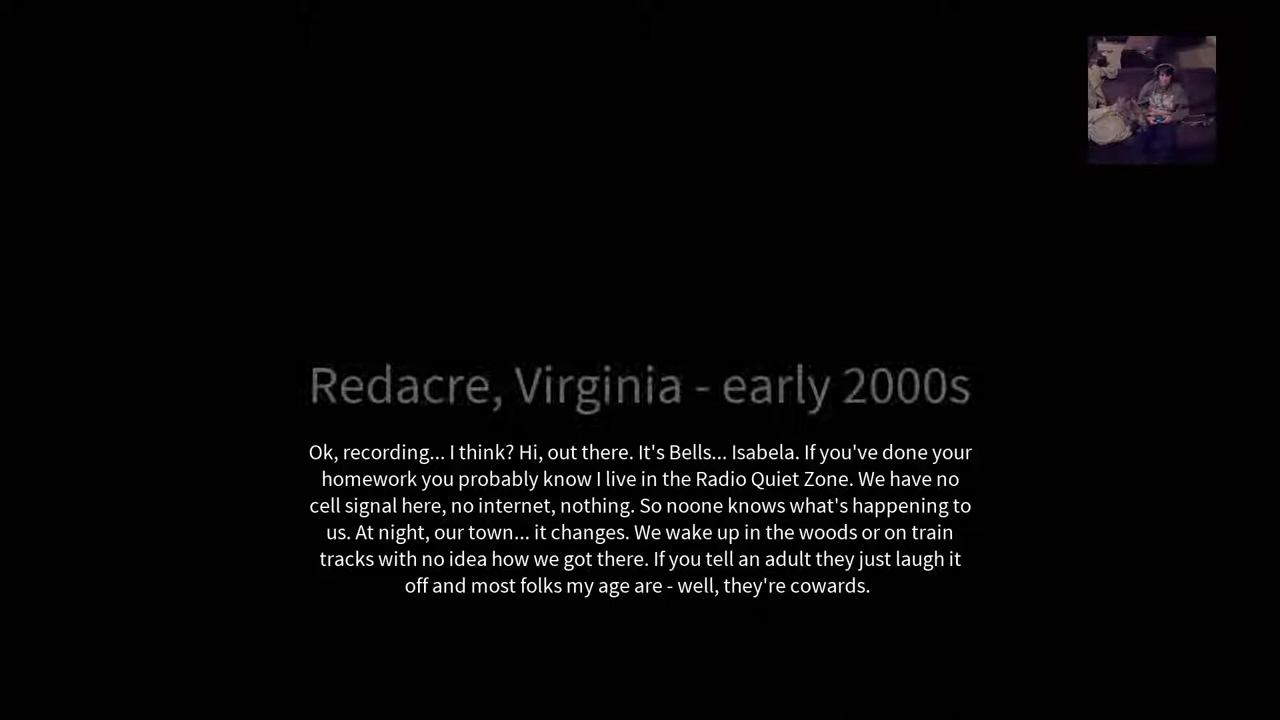 Redacre, Virginia - early 2000s
Ok, recording... I think? Hi, out there. It's Bells... Isabela. If you've done your
homework you probably know I live in the Radio Quiet Zone. We have no
cell signal here, no internet, nothing. So noone knows what's happening to
us. At night, our town... it changes. We wake up in the woods or on train
tracks with no idea how we got there. If you tell an adult they just laugh it
off and most folks my age are - well, they're cowards.